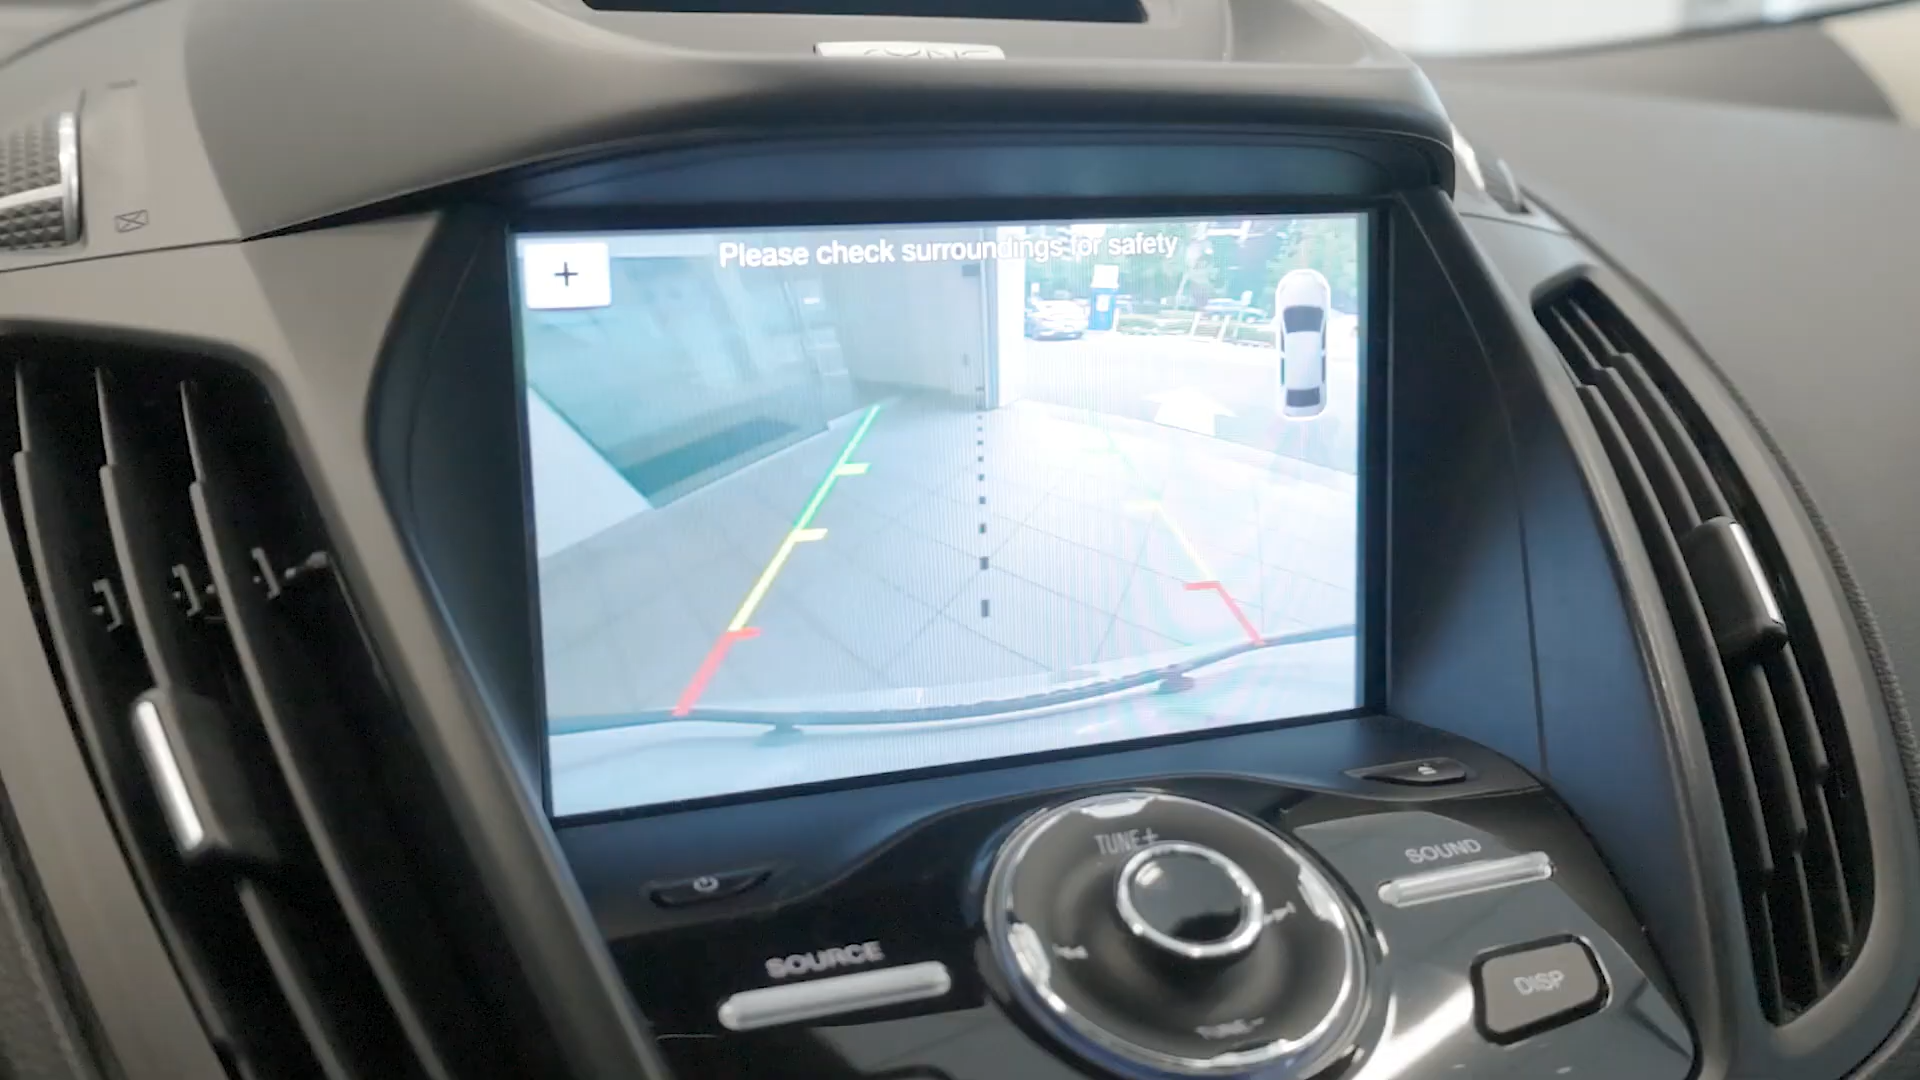 +
Please check surroundings for safety
TUNE+
SOUND
SOURCE
DISP
TUNE-